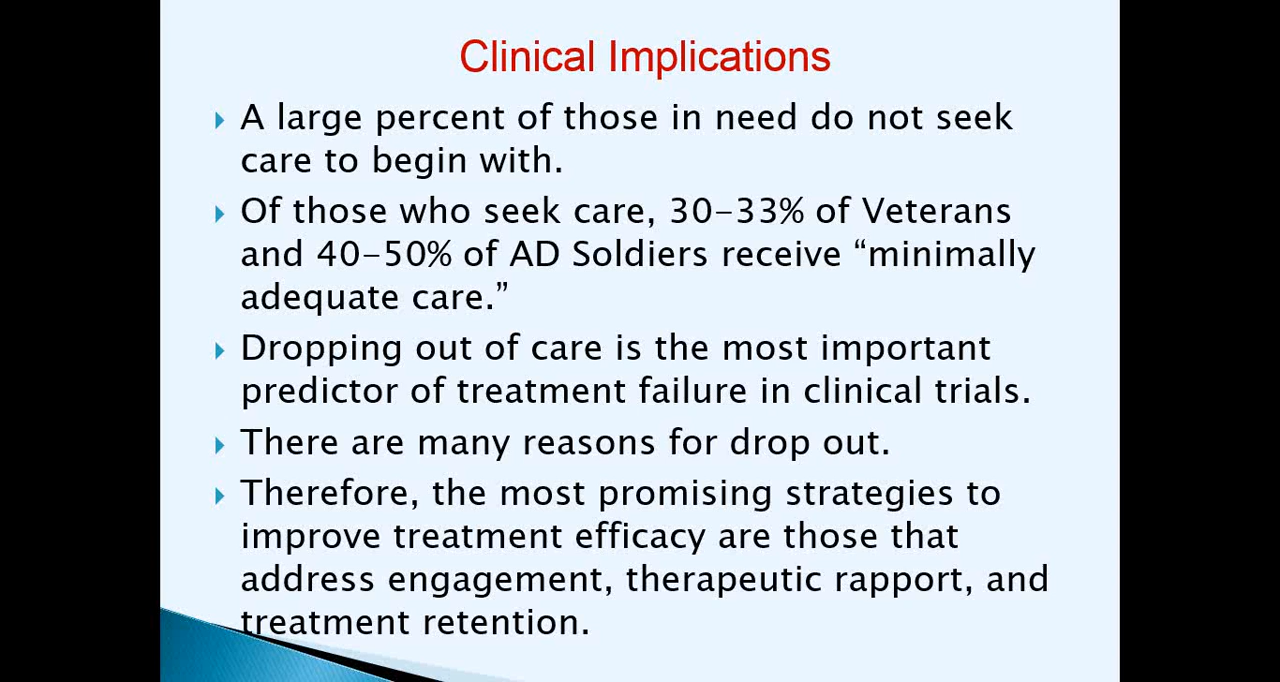 Clinical Implications
A large percent of those in need do not seek
care to begin with.
Of those who seek care, 30–33% of Veterans
and 40–50% of AD Soldiers receive “minimally
adequate care.”
Dropping out of care is the most important
predictor of treatment failure in clinical trials.
There are many reasons for drop out.
Therefore, the most promising strategies to
improve treatment efficacy are those that
address engagement, therapeutic rapport, and
treatment retention.